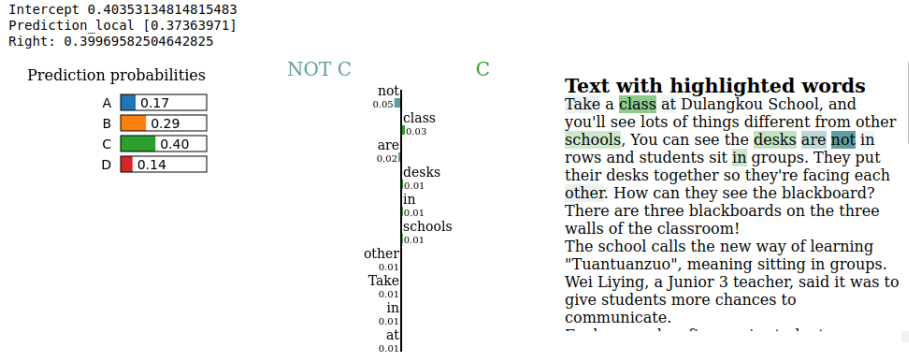 Intercept 0.40353134814815483
Prediction_local [0.37363971]
Right: 0.39969582504642825
Prediction probabilities
A 0.17
B 0.29
C 0.40
D 0.14
NOT C C
not
0.05
class
0.03
are
0.02
desks
0.01
in
0.01
schools
0.01
other
0.01
Take
0.01
in
0.01
at
0.01
Text with highlighted words
Take a class at Dulangkou School, and
you'll see lots of things different from other
schools, You can see the desks are not in
rows and students sit in groups. They put
their desks together so they're facing each
other. How can they see the blackboard?
There are three blackboards on the three
walls of the classroom!
The school calls the new way of learning
"Tuantuanzuo", meaning sitting in groups.
Wei Liying, a Junior 3 teacher, said it was to
give students more chances to
communicate.